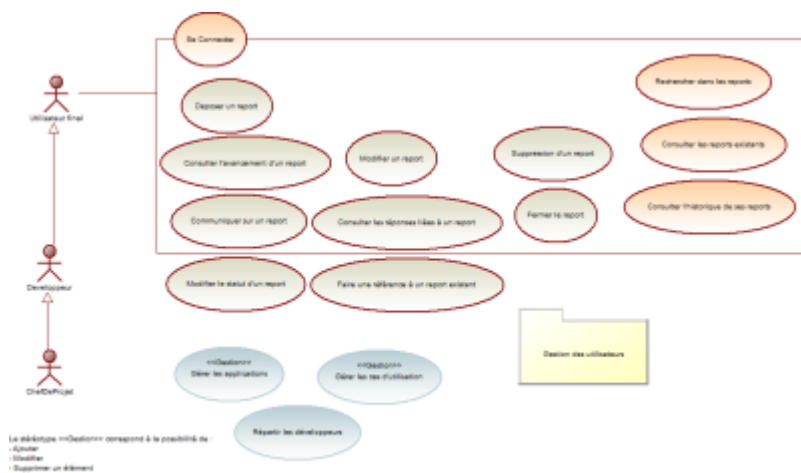 Se Connecter
Rechercher dans les reports
Utilisateur final
Deposer un report
Consulter l'avancement d'un report
Modifier un report
Suppression d'un report
Consulter les reports existants
Communiquer sur un report
Consulter les réponses liées à un report
Fermer le report
Consulter l'historique de ses reports
Développeur
Modifier le statut d'un report
Faire une référence à un report existant
Gestion des utilisateurs
ChefDeProjet
<<Gestion>>
Gérer les applications
<<Gestion>>
Gérer les cas d'utilisation
Répartir les développeurs
Le stéréotype <<Gestion>> correspond à la possibilité de :
- Ajouter
- Modifier
- Supprimer un élément